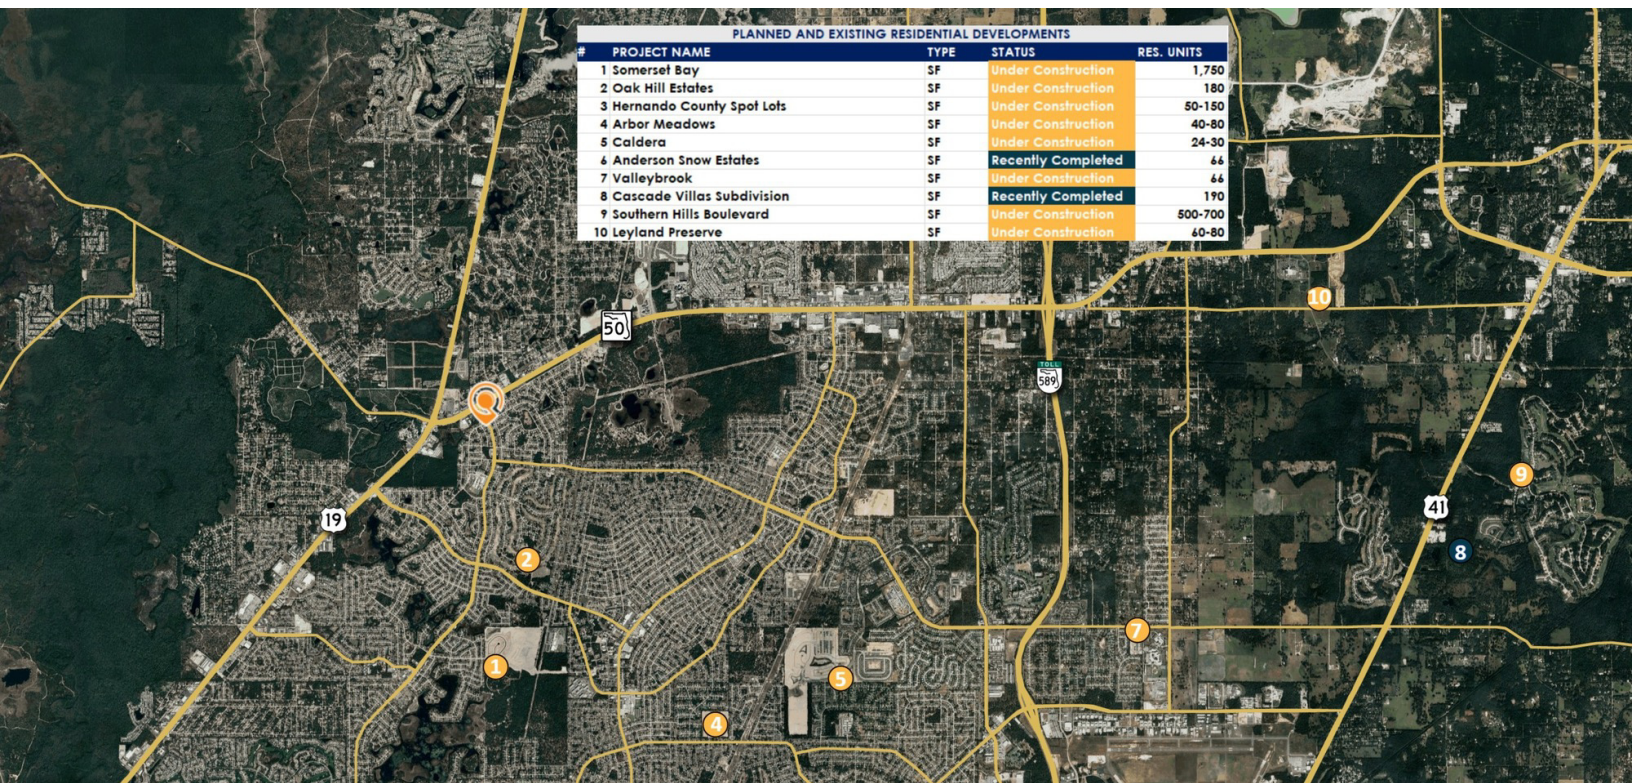 PLANNED AND EXISTING RESIDENTIAL DEVELOPMENTS
# PROJECT NAME TYPE STATUS RES. UNITS
1 Somerset Bay SF Under Construction 1,750
2 Oak Hill Estates SF Under Construction 180
3 Hernando County Spot Lots SF Under Construction 50-150
4 Arbor Meadows SF Under Construction 40-80
5 Caldera SF Under Construction 24-30
6 Anderson Snow Estates SF Recently Completed 66
7 Valleybrook SF Under Construction 66
8 Cascade Villas Subdivision SF Recently Completed 190
9 Southern Hills Boulevard SF Under Construction 500-700
10 Leyland Preserve SF Under Construction 60-80
10
50
TOLL
589
9
41
19
8
2
7
1
5
4